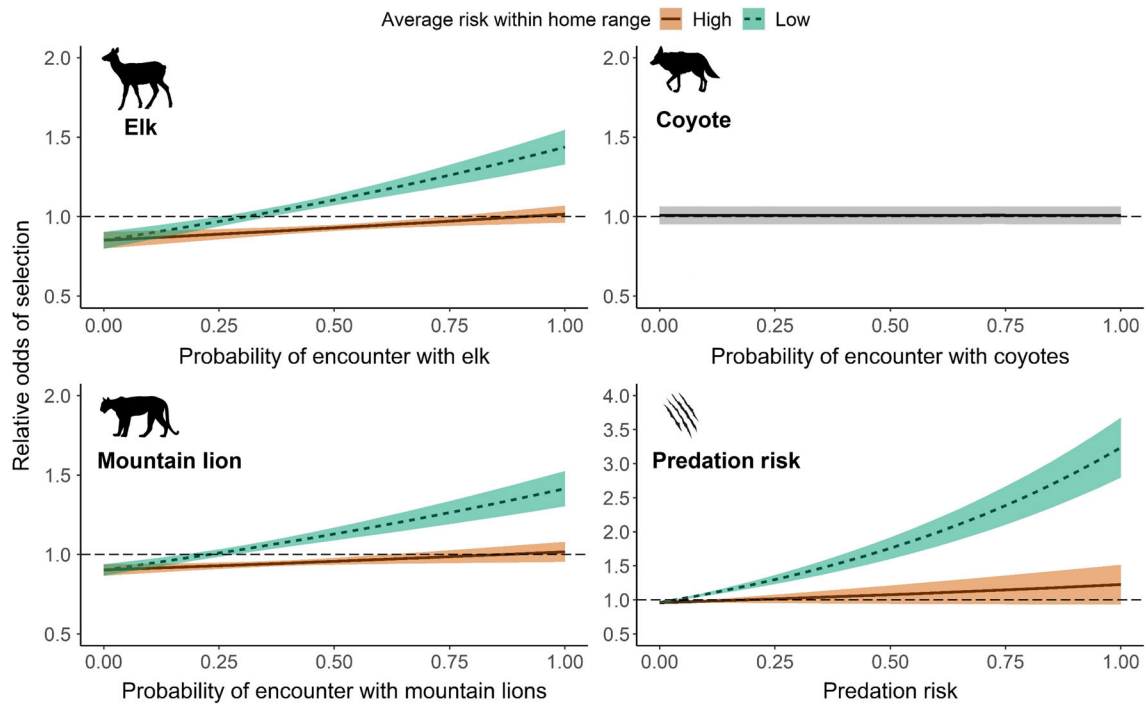 Average risk within home range High Low
Relative odds of selection
Elk
2.0
1.5
1.0
0.5
0.00 0.25 0.50 0.75 1.00
Probability of encounter with elk
Coyote
2.0
1.5
1.0
0.5
0.00 0.25 0.50 0.75 1.00
Probability of encounter with coyotes
Mountain lion
2.0
1.5
1.0
0.5
0.00 0.25 0.50 0.75 1.00
Probability of encounter with mountain lions
Predation risk
4.0
3.5
3.0
2.5
2.0
1.5
1.0
0.5
0.00 0.25 0.50 0.75 1.00
Predation risk